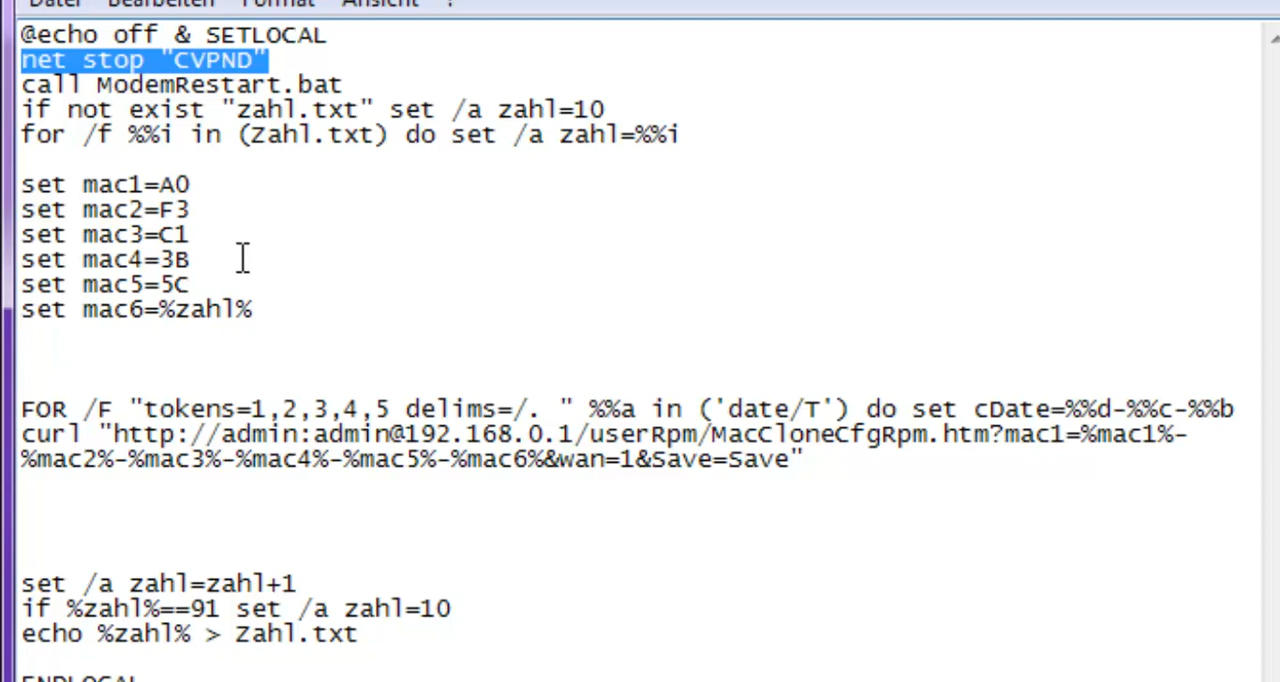 Datei Bearbeiten Format Ansicht ?
@echo off & SETLOCAL
net stop "CVPND"
call ModemRestart.bat
if not exist "zahl.txt" set /a zahl=10
for /f %%i in (Zahl.txt) do set /a zahl=%%i
set mac1=A0
set mac2=F3
set mac3=C1
set mac4=3B
set mac5=5C
set mac6=%zahl%
FOR /F "tokens=1,2,3,4,5 delims=/. " %%a in ('date/T') do set cDate=%%d-%%c-%%b
curl "http://admin:admin@192.168.0.1/userRpm/MacCloneCfgRpm.htm?mac1=%mac1%-
%mac2%-%mac3%-%mac4%-%mac5%-%mac6%&wan=1&Save=Save"
set /a zahl=zahl+1
if %zahl%==91 set /a zahl=10
echo %zahl% > Zahl.txt
ENDLOCAL